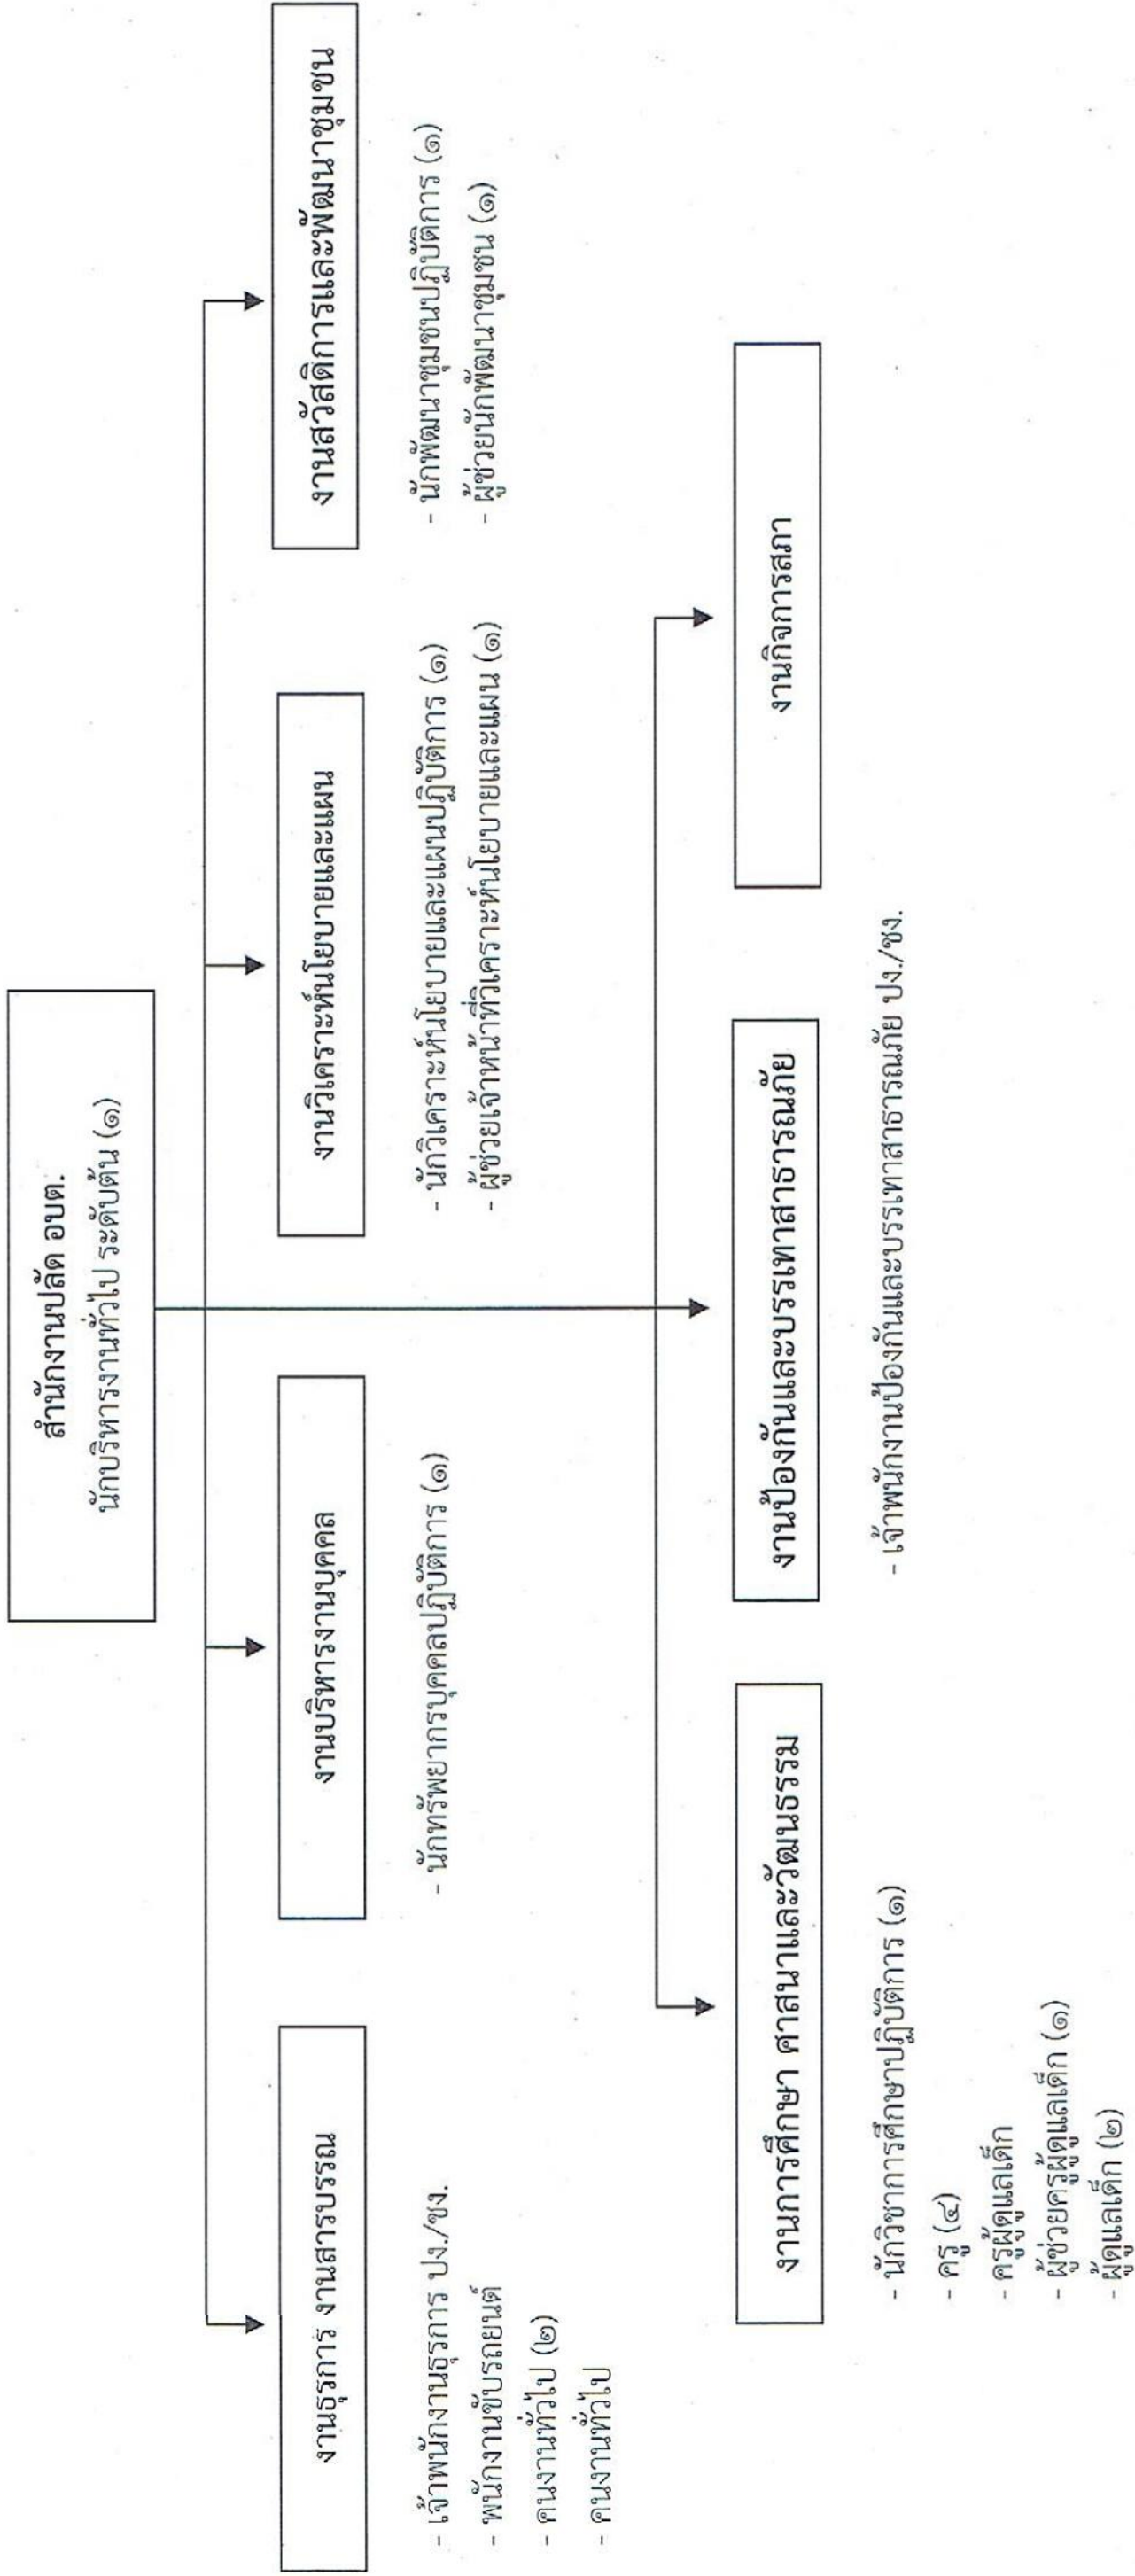 สำนักงานปลัด อบต.
นักบริหารงานทั่วไป ระดับต้น (๑)
งานธุรการ งานสารบรรณ
- เจ้าพนักงานธุรการ ปง./ชง.
- พนักงานขับรถยนต์
- คนงานทั่วไป (๒)
- คนงานทั่วไป
งานบริหารงานบุคคล
- นักทรัพยากรบุคคลปฏิบัติการ (๑)
งานวิเคราะห์นโยบายและแผน
- นักวิเคราะห์นโยบายและแผนปฏิบัติการ (๑)
- ผู้ช่วยเจ้าหน้าที่วิเคราะห์นโยบายและแผน (๑)
งานสวัสดิการและพัฒนาชุมชน
- นักพัฒนาชุมชนปฏิบัติการ (๑)
- ผู้ช่วยนักพัฒนาชุมชน (๑)
งานการศึกษา ศาสนาและวัฒนธรรม
- นักวิชาการศึกษาปฏิบัติการ (๑)
- ครู (๔)
- ครูผู้ดูแลเด็ก
- ผู้ช่วยครูผู้ดูแลเด็ก (๑)
- ผู้ดูแลเด็ก (๒)
งานป้องกันและบรรเทาสาธารณภัย
- เจ้าพนักงานป้องกันและบรรเทาสาธารณภัย ปง./ชง.
งานกิจการสภา